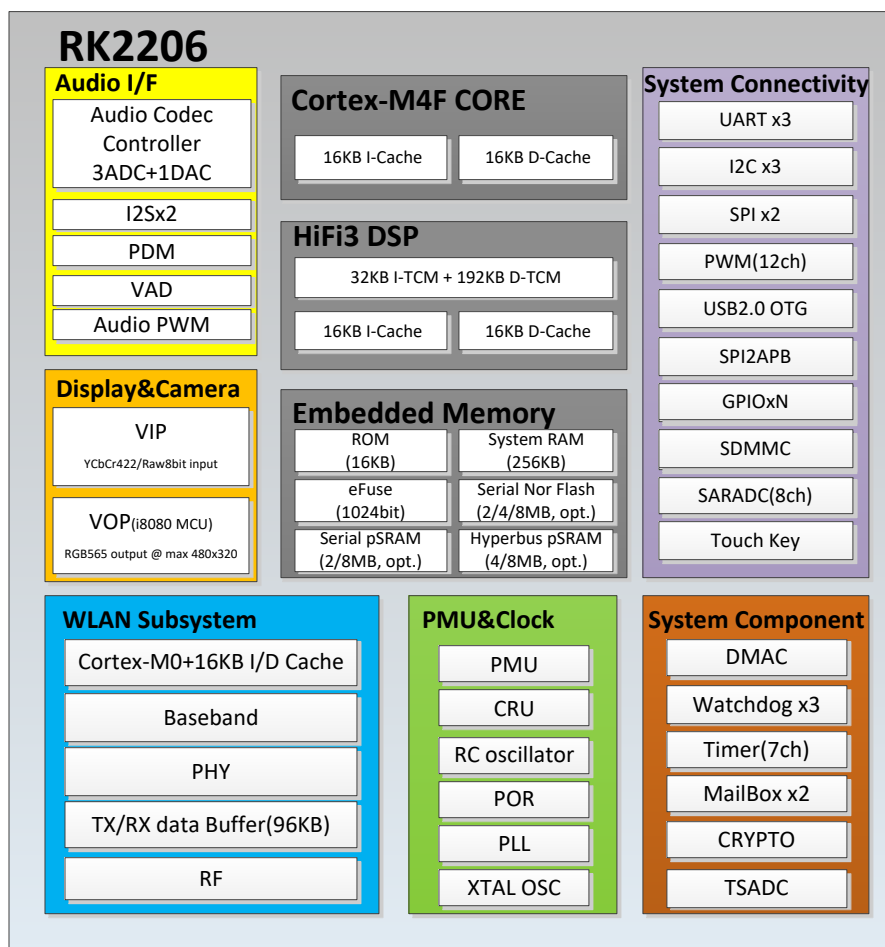 RK2206
Audio I/F
Audio Codec
Controller
3ADC+1DAC
I2Sx2
PDM
VAD
Audio PWM
Display&Camera
VIP
YCbCr422/Raw8bit input
VOP(i8080 MCU)
RGB565 output @ max 480x320
Cortex-M4F CORE
16KB I-Cache
16KB D-Cache
HiFi3 DSP
32KB I-TCM + 192KB D-TCM
16KB I-Cache
16KB D-Cache
Embedded Memory
ROM
(16KB)
System RAM
(256KB)
eFuse
(1024bit)
Serial Nor Flash
(2/4/8MB, opt.)
Serial pSRAM
(2/8MB, opt.)
Hyperbus pSRAM
(4/8MB, opt.)
System Connectivity
UART x3
I2C x3
SPI x2
PWM(12ch)
USB2.0 OTG
SPI2APB
GPIOxN
SDMMC
SARADC(8ch)
Touch Key
WLAN Subsystem
Cortex-M0+16KB I/D Cache
Baseband
PHY
TX/RX data Buffer(96KB)
RF
PMU&Clock
PMU
CRU
RC oscillator
POR
PLL
XTAL OSC
System Component
DMAC
Watchdog x3
Timer(7ch)
MailBox x2
CRYPTO
TSADC